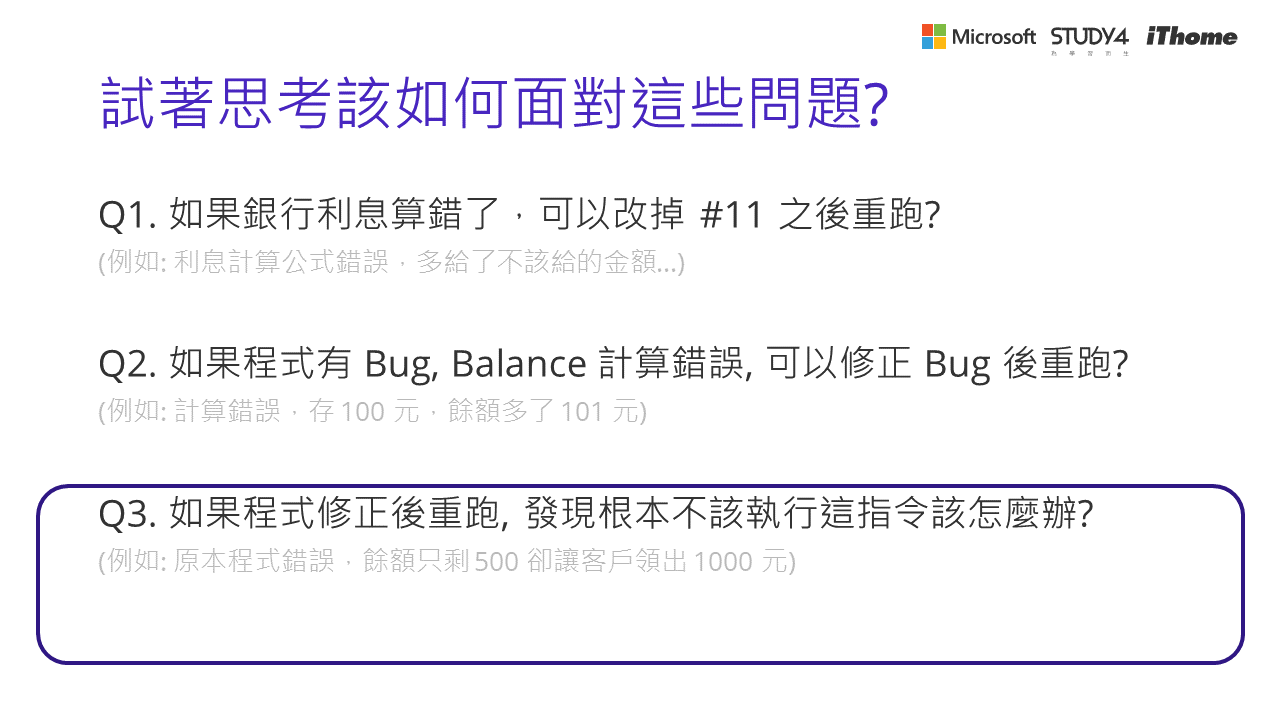 Microsoft STUDY4 iThome
為學習而生
試著思考該如何面對這些問題?
Q1. 如果銀行利息算錯了，可以改掉 #11 之後重跑?
(例如: 利息計算公式錯誤，多給了不該給的金額...)
Q2. 如果程式有 Bug, Balance 計算錯誤, 可以修正 Bug 後重跑?
(例如: 計算錯誤，存 100 元，餘額多了 101 元)
Q3. 如果程式修正後重跑, 發現根本不該執行這指令該怎麼辦?
(例如: 原本程式錯誤，餘額只剩 500 卻讓客戶領出 1000 元)